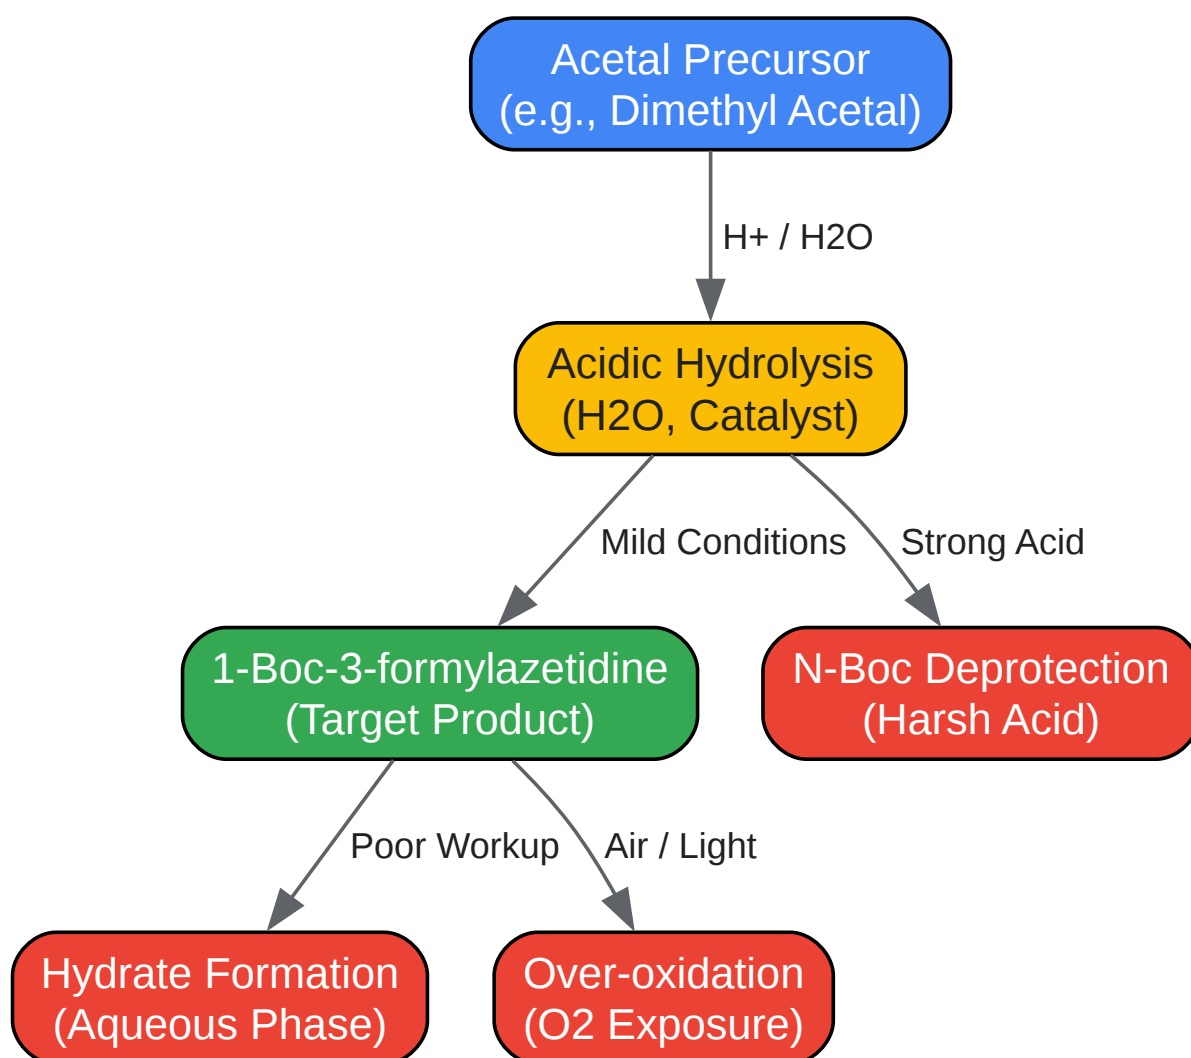 Acetal Precursor
(e.g., Dimethyl Acetal)
H+ / H2O
Acidic Hydrolysis
(H2O, Catalyst)
Mild Conditions
Strong Acid
1-Boc-3-formylazetidine
(Target Product)
N-Boc Deprotection
(Harsh Acid)
Poor Workup
Air / Light
Hydrate Formation
(Aqueous Phase)
Over-oxidation
(O2 Exposure)